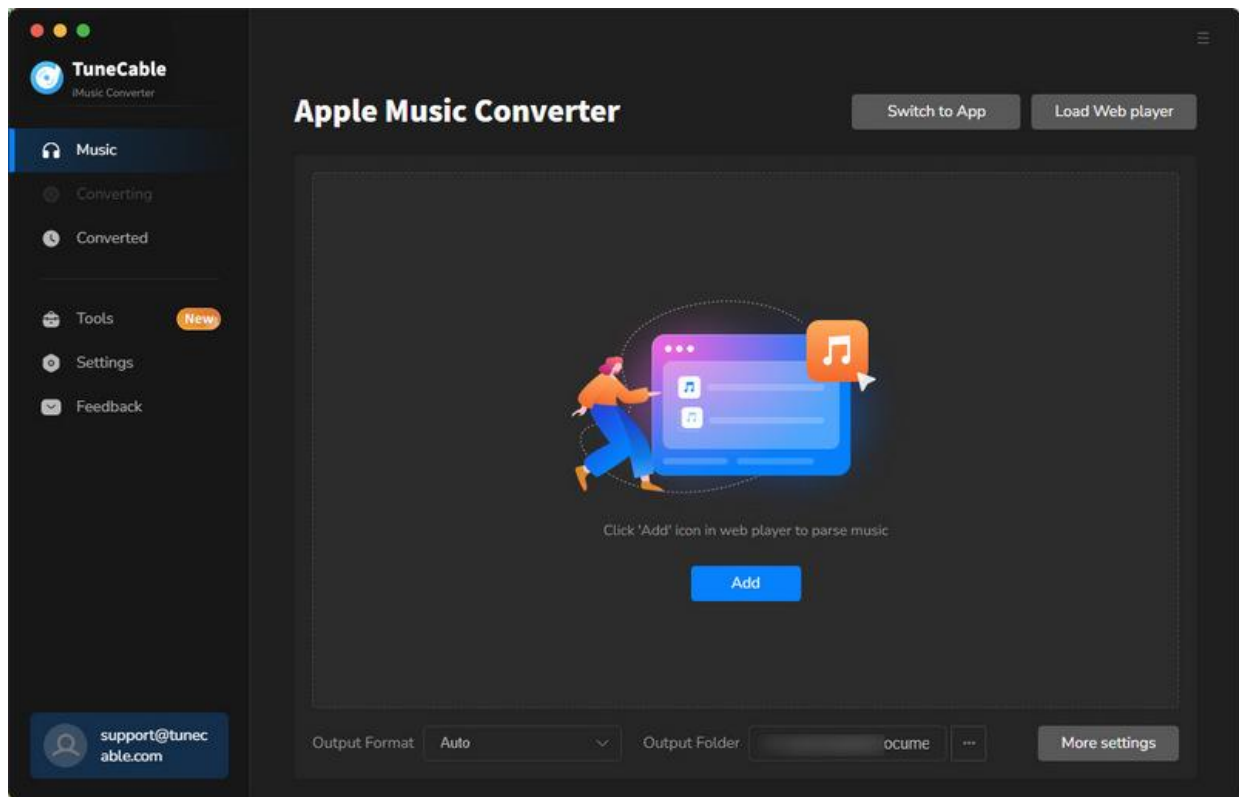 TuneCable
iMusic Converter
Apple Music Converter
Switch to App
Load Web player
Music
Converting
Converted
Tools
New
Settings
Feedback
Click 'Add' icon in web player to parse music
Add
support@tunec
able.com
Output Format
Auto
Output Folder
ocume
...
More settings